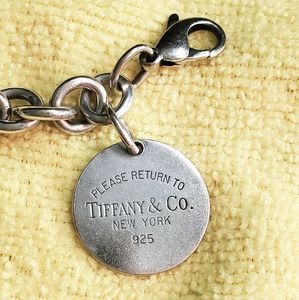 PLEASE RETURN TO
TIFFANY & CO.
NEW YORK
925